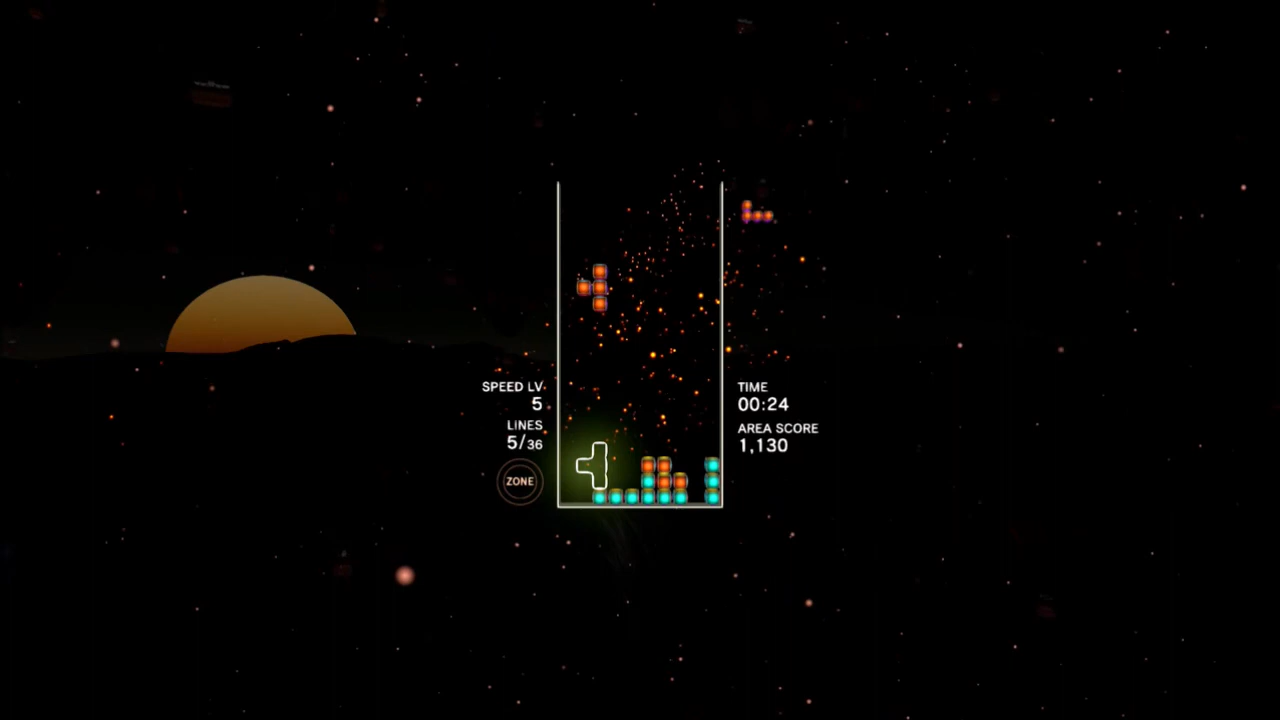 SPEED LV
5
LINES
5/36
ZONE
TIME
00:24
AREA SCORE
1,130